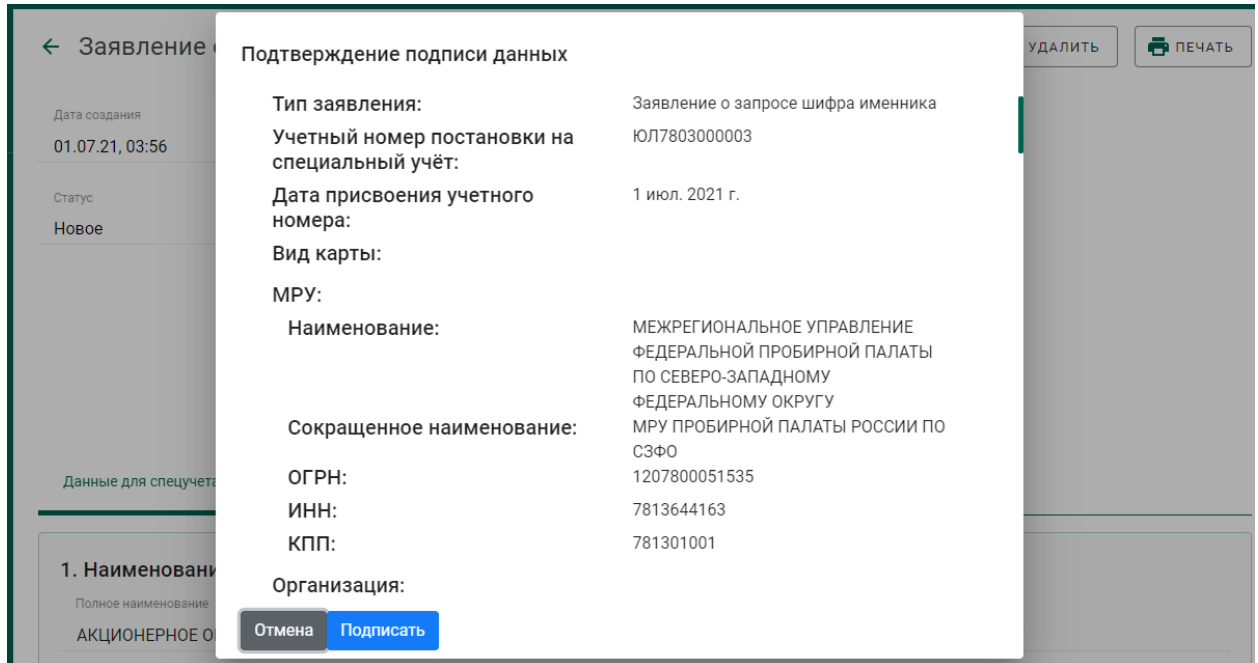 Заявление
УДАЛИТЬ
ПЕЧАТЬ
Дата создания
01.07.21, 03:56
Статус
Новое
Данные для спецучета
1. Наименовани
Полное наименование
АКЦИОНЕРНОЕ О
Подтверждение подписи данных
Тип заявления:
Заявление о запросе шифра именника
Учетный номер постановки на
специальный учёт:
ЮЛ7803000003
Дата присвоения учетного
номера:
1 июл. 2021 г.
Вид карты:
МРУ:
Наименование:
МЕЖРЕГИОНАЛЬНОЕ УПРАВЛЕНИЕ
ФЕДЕРАЛЬНОЙ ПРОБИРНОЙ ПАЛАТЫ
ПО СЕВЕРО-ЗАПАДНОМУ
ФЕДЕРАЛЬНОМУ ОКРУГУ
Сокращенное наименование:
МРУ ПРОБИРНОЙ ПАЛАТЫ РОССИИ ПО
СЗФО
ОГРН:
1207800051535
ИНН:
7813644163
КПП:
781301001
Организация:
Отмена
Подписать